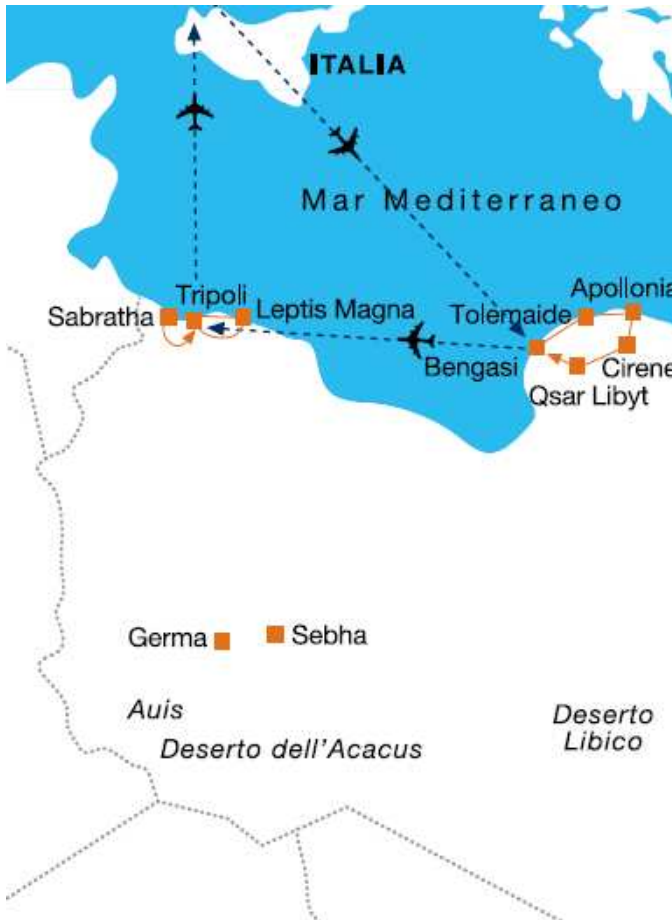 ITALIA
Mar Mediterraneo
Tripoli
Sabratha
Leptis Magna
Apollonia
Tolemaide
Bengasi
Cirene
Qsar Libyt
Germa
Sebha
Auis
Deserto dell'Acacus
Deserto
Libico